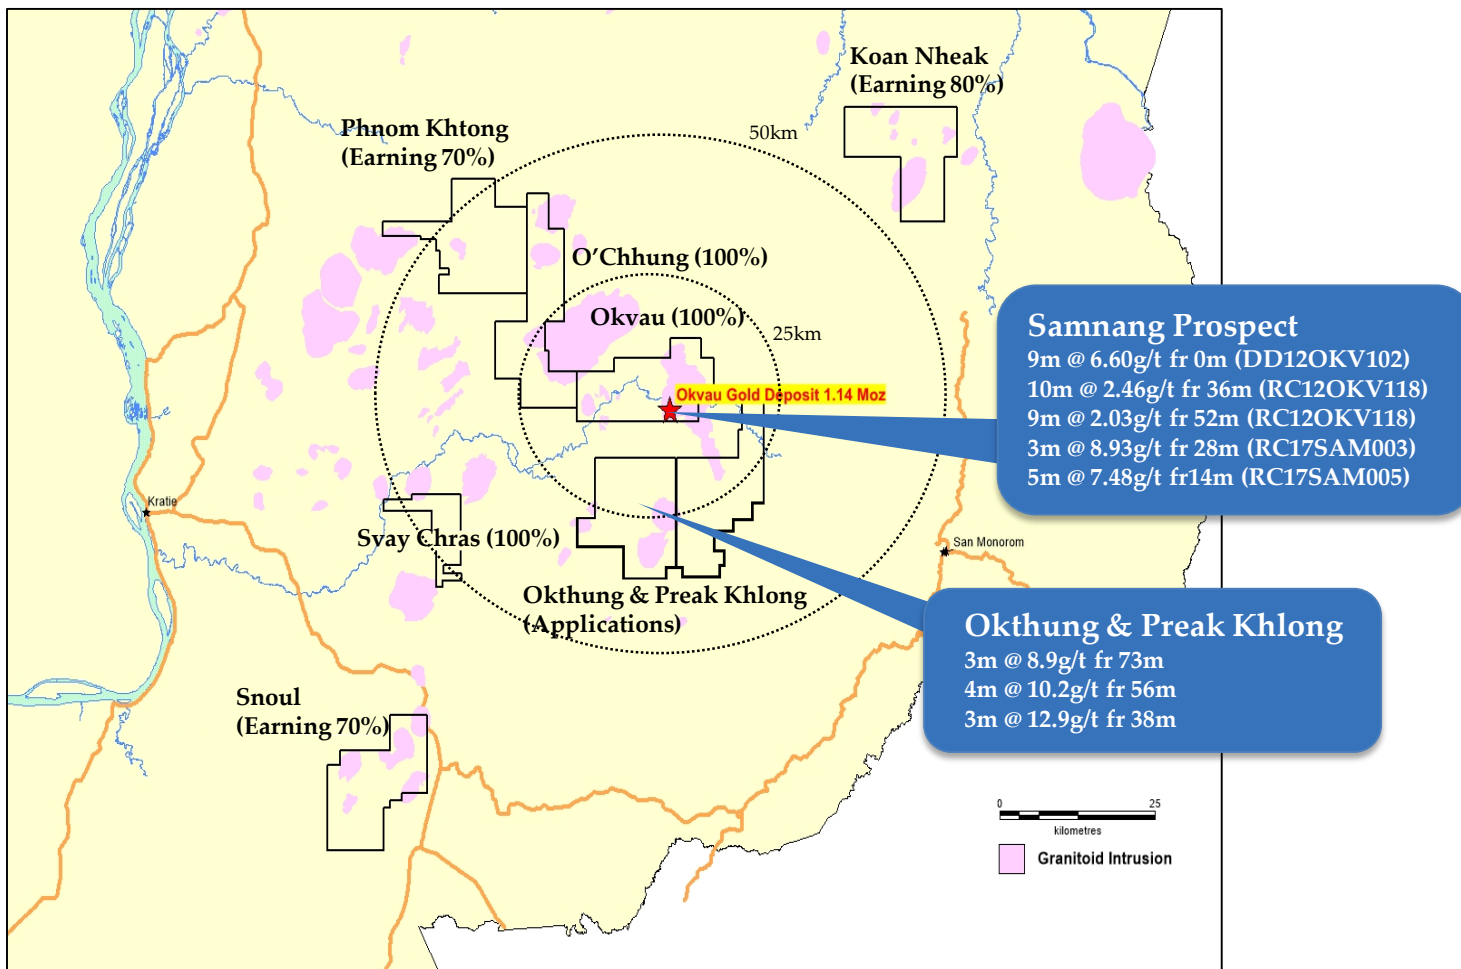 Koan Nheak
(Earning 80%)
50km
Phnom Khtong
(Earning 70%)
O'Chhung (100%)
Okvau (100%)
25km
Okvau Gold Deposit 1.14 Moz
Samnang Prospect
9m @ 6.60g/t fr 0m (DD12OKV102)
10m @ 2.46g/t fr 36m (RC12OKV118)
9m @ 2.03g/t fr 52m (RC12OKV118)
3m @ 8.93g/t fr 28m (RC17SAM003)
5m @ 7.48g/t fr14m (RC17SAM005)
Kratie
Svay Chras (100%)
San Monorom
Okthung & Preak Khlong
(Applications)
Okthung & Preak Khlong
3m @ 8.9g/t fr 73m
4m @ 10.2g/t fr 56m
3m @ 12.9g/t fr 38m
Snoul
(Earning 70%)
0 25
kilometres
Granitoid Intrusion